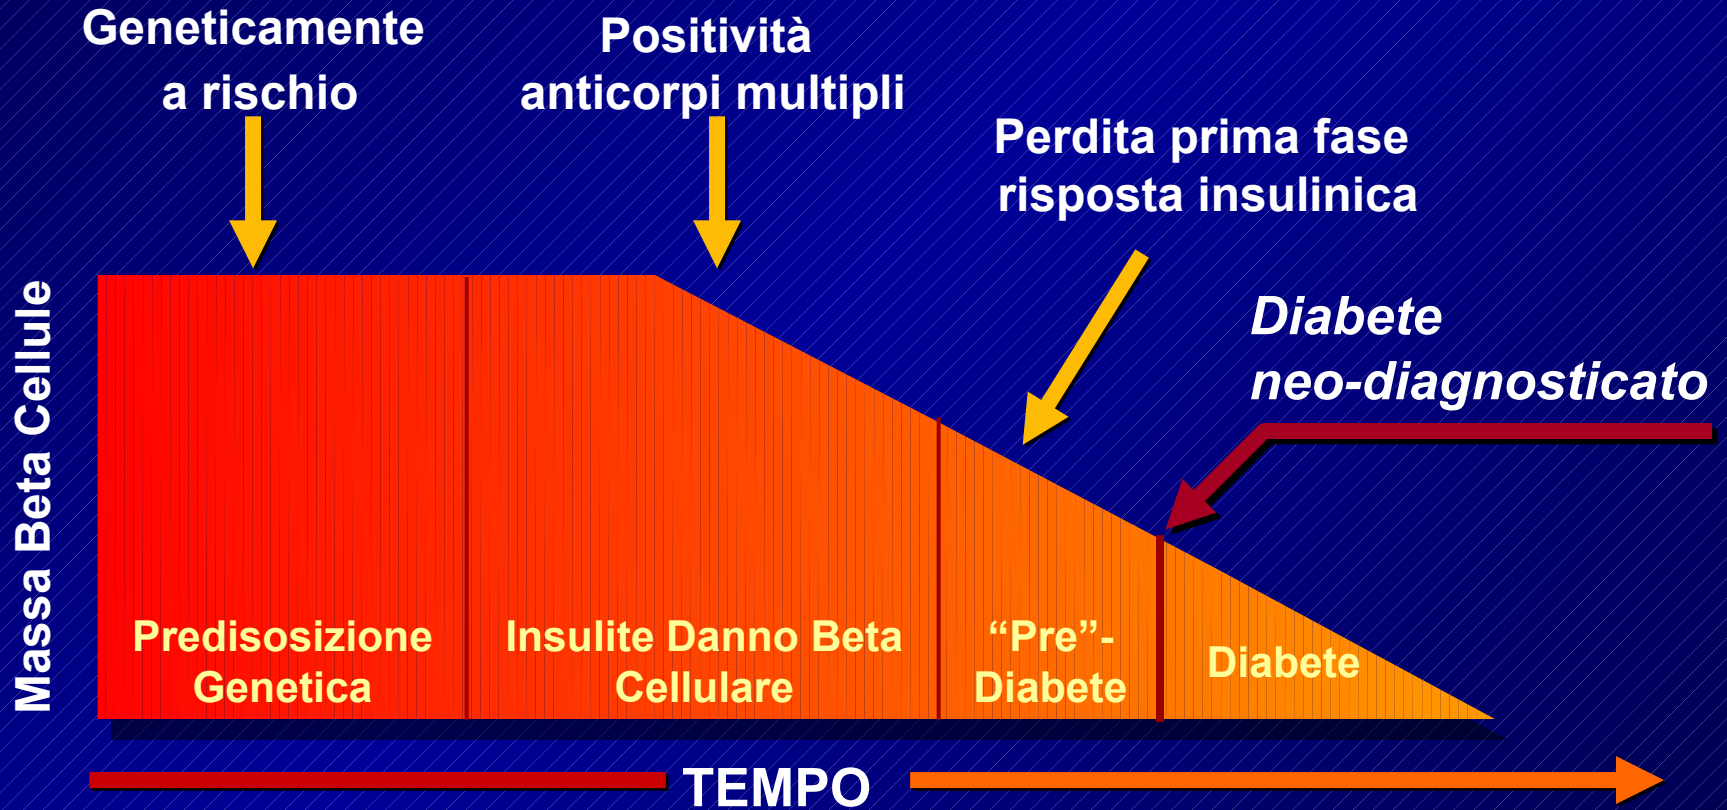 Geneticamente
a rischio
Positività
anticorpi multipli
Perdita prima fase
risposta insulinica
Diabete
neo-diagnosticato
Massa Beta Cellule
Predisosizione
Genetica
Insulite Danno Beta
Cellulare
“Pre”-
Diabete
Diabete
TEMPO